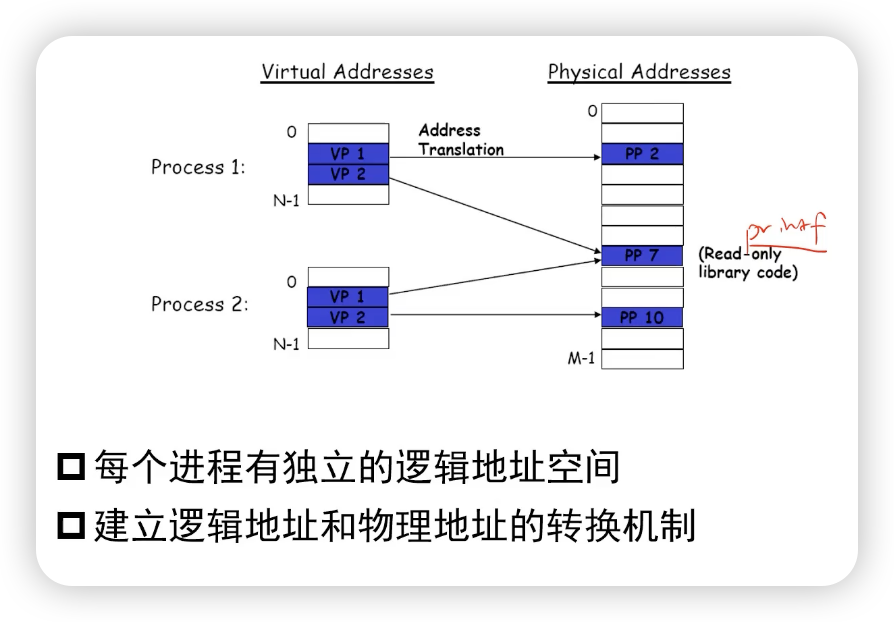 Virtual Addresses
Physical Addresses
0
Address
Translation
0
Process 1:
VP 1
VP 2
N-1
PP 2
printf
PP 7
(Read-only
library code)
0
Process 2:
VP 1
VP 2
N-1
PP 10
M-1
每个进程有独立的逻辑地址空间
建立逻辑地址和物理地址的转换机制